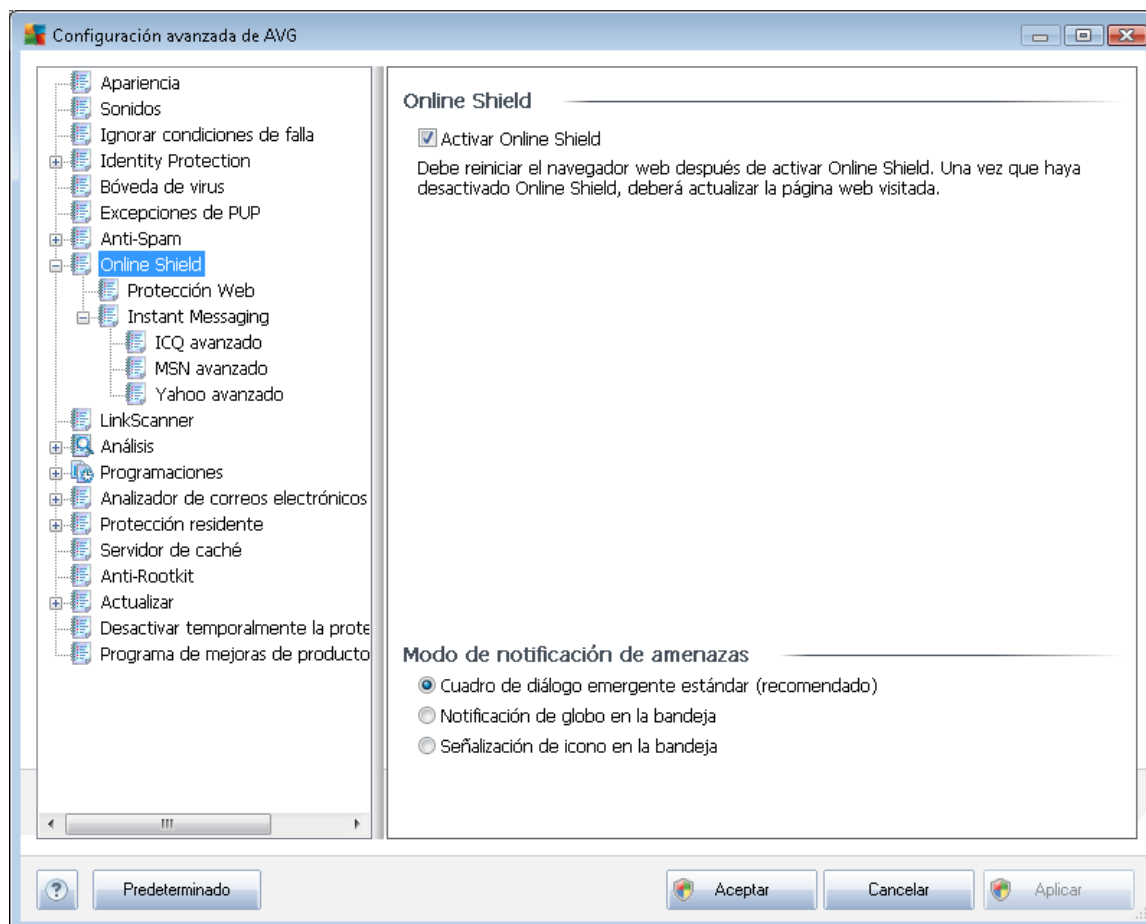 Configuración avanzada de AVG
Apariencia
Sonidos
Ignorar condiciones de falla
Identity Protection
Bóveda de virus
Excepciones de PUP
Anti-Spam
Online Shield
Protección Web
Instant Messaging
ICQ avanzado
MSN avanzado
Yahoo avanzado
LinkScanner
Análisis
Programaciones
Analizador de correos electrónicos
Protección residente
Servidor de caché
Anti-Rootkit
Actualizar
Desactivar temporalmente la prote
Programa de mejoras de producto
Online Shield
Activar Online Shield
Debe reiniciar el navegador web después de activar Online Shield. Una vez que haya
desactivado Online Shield, deberá actualizar la página web visitada.
Modo de notificación de amenazas
Cuadro de diálogo emergente estándar (recomendado)
Notificación de globo en la bandeja
Señalización de icono en la bandeja
? Predeterminado Aceptar Cancelar Aplicar